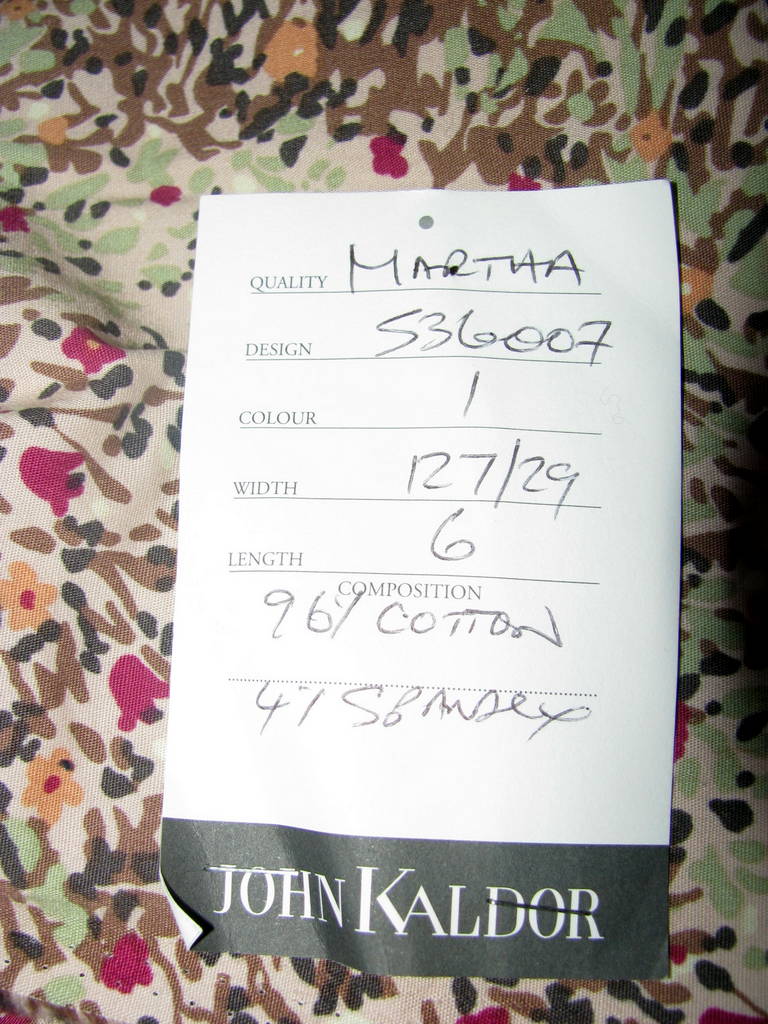 QUALITY MARTHA
DESIGN 536007
COLOUR 1
WIDTH 127/29
LENGTH 6
COMPOSITION
96% COTTON
4% SPANDEX
JOHN KALDOR